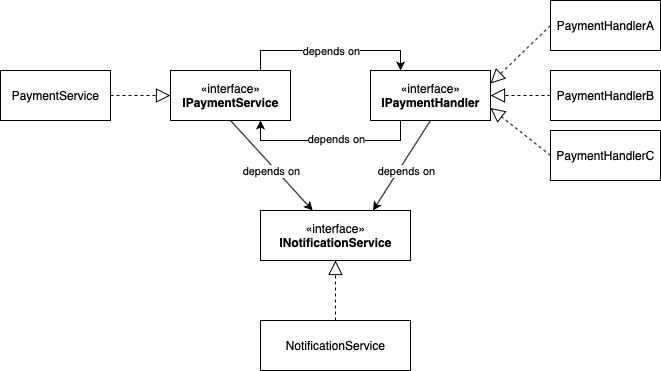 PaymentHandlerA
depends on
PaymentService
«interface»
IPaymentService
«interface»
IPaymentHandler
PaymentHandlerB
depends on
PaymentHandlerC
depends on
depends on
«interface»
INotificationService
NotificationService